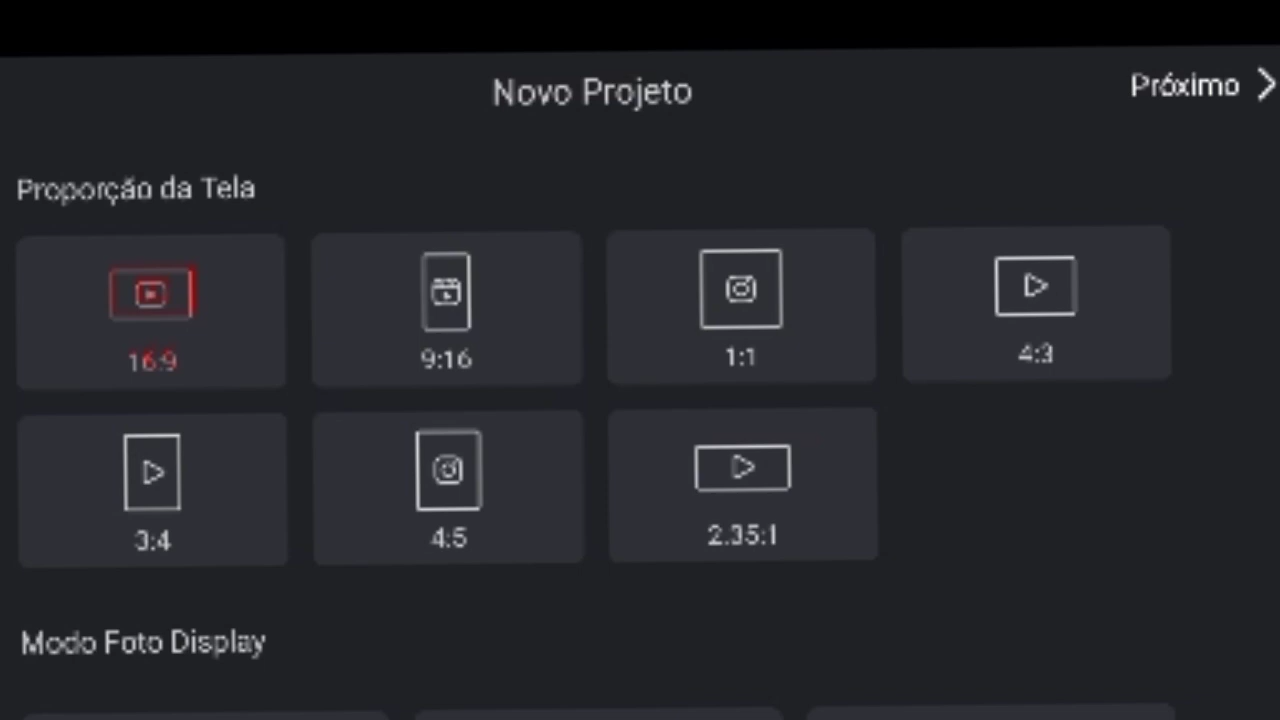 Novo Projeto
Próximo
Proporção da Tela
16:9
9:16
1:1
4:3
3:4
4:5
2.35:1
Modo Foto Display